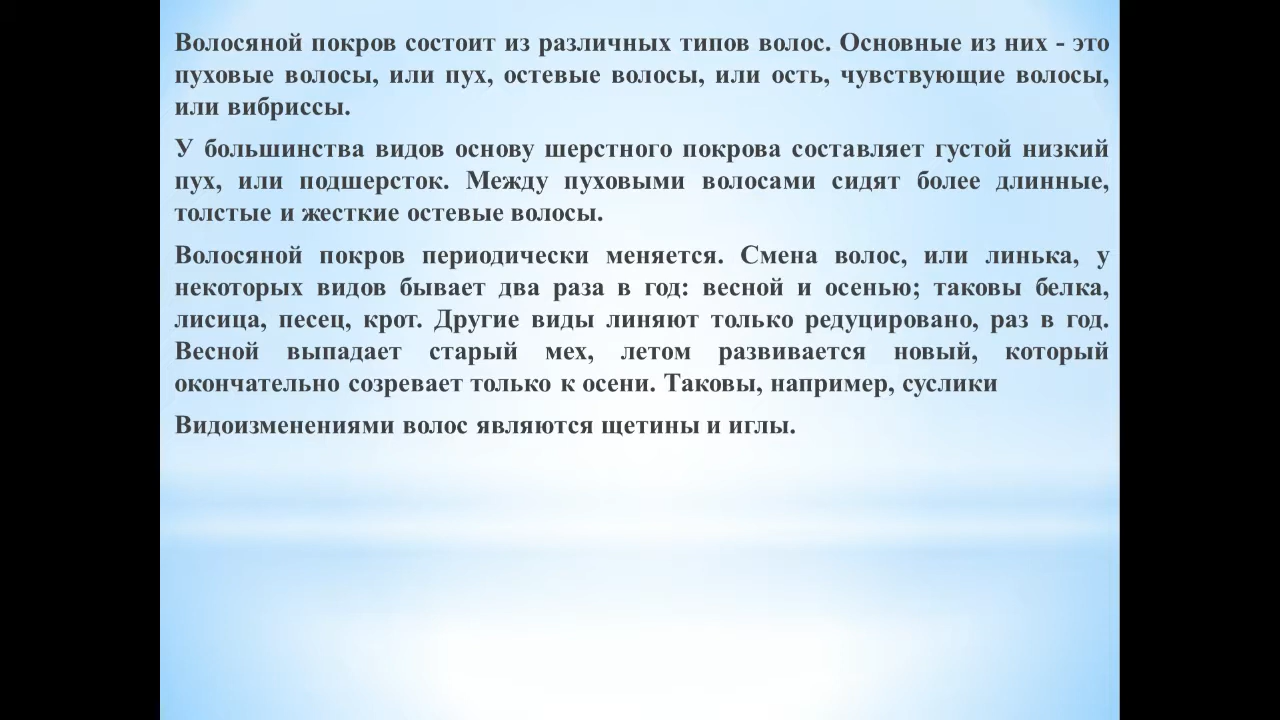 Волосяной покров состоит из различных типов волос. Основные из них - это
пуховые волосы, или пух, остевые волосы, или ость, чувствующие волосы,
или вибриссы.
У большинства видов основу шерстного покрова составляет густой низкий
пух, или подшерсток. Между пуховыми волосами сидят более длинные,
толстые и жесткие остевые волосы.
Волосяной покров периодически меняется. Смена волос, или линька, у
некоторых видов бывает два раза в год: весной и осенью; таковы белка,
лисица, песец, крот. Другие виды линяют только редуцировано, раз в год.
Весной выпадает старый мех, летом развивается новый, который
окончательно созревает только к осени. Таковы, например, суслики
Видоизменениями волос являются щетины и иглы.